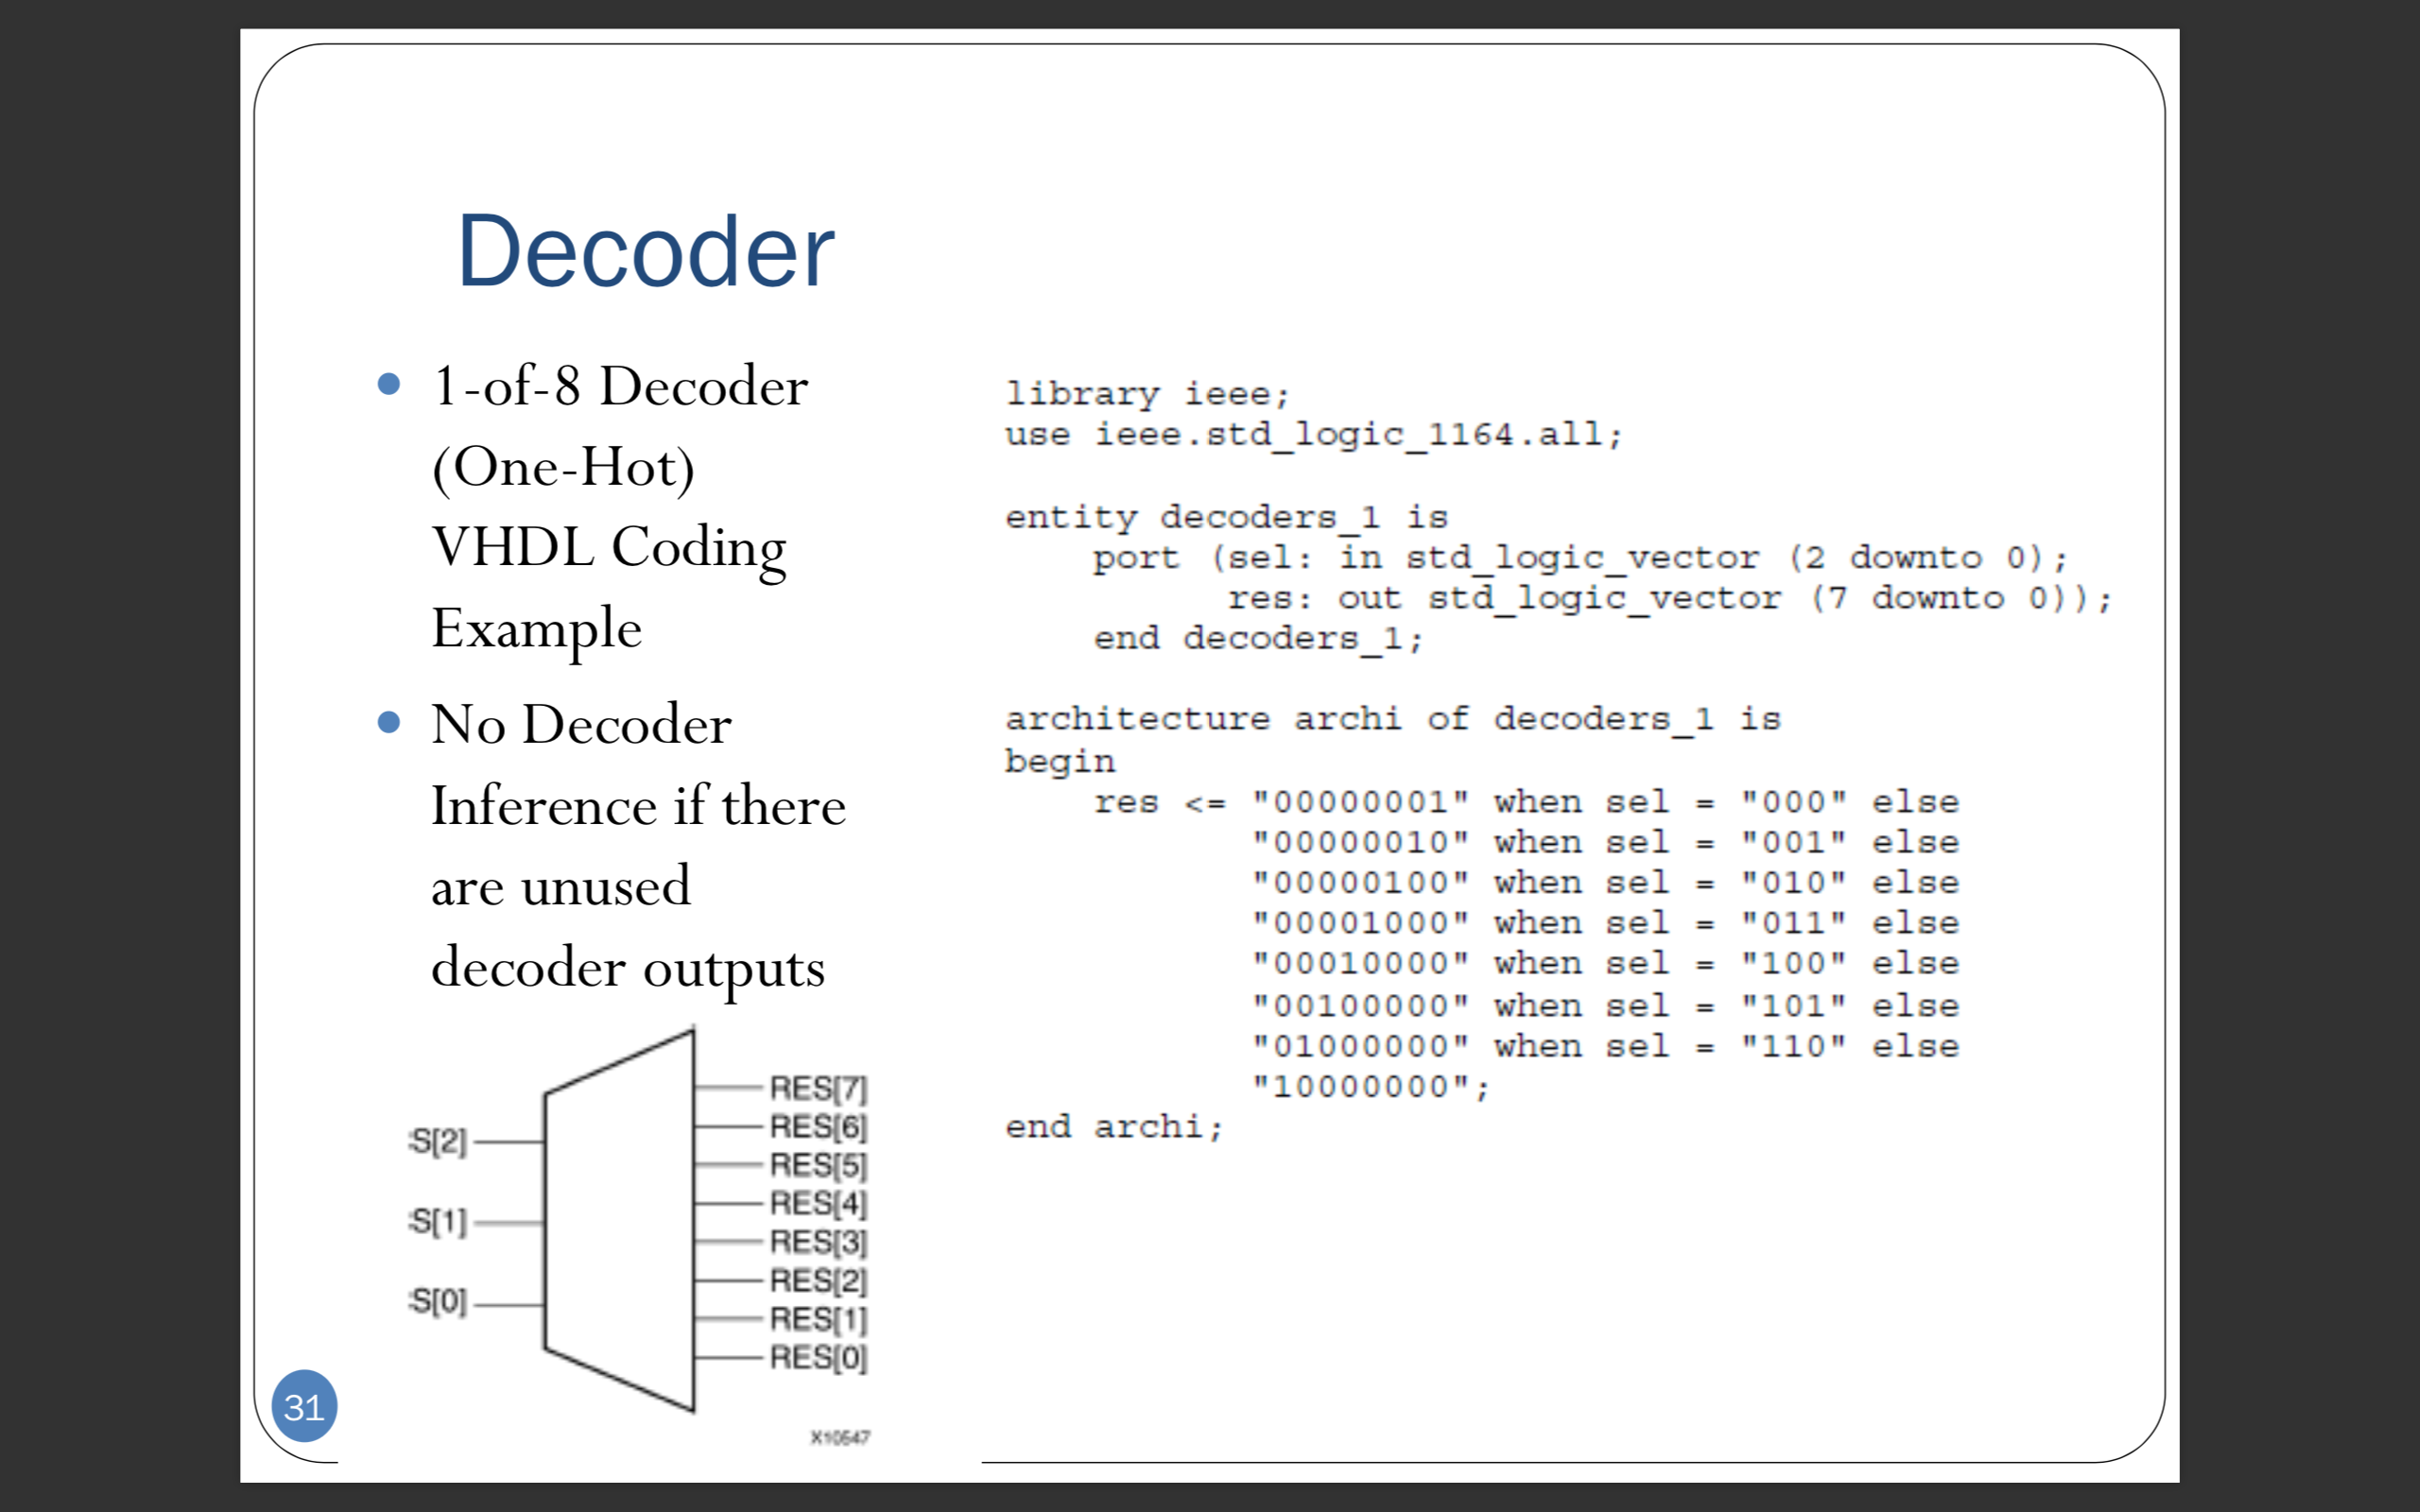 Decoder
1-of-8 Decoder
(One-Hot)
VHDL Coding
Example
No Decoder
Inference if there
are unused
decoder outputs
S[2]
S[1]
S[0]
RES[7]
RES[6]
RES[5]
RES[4]
RES[3]
RES[2]
RES[1]
RES[0]
X10547
31
library ieee;
use ieee.std_logic_1164.all;
entity decoders_1 is
port (sel: in std_logic_vector (2 downto 0);
res: out std_logic_vector (7 downto 0));
end decoders_1;
architecture archi of decoders_1 is
begin
res <= "00000001" when sel = "000" else
"00000010" when sel = "001" else
"00000100" when sel = "010" else
"00001000" when sel = "011" else
"00010000" when sel = "100" else
"00100000" when sel = "101" else
"01000000" when sel = "110" else
"10000000";
end archi;